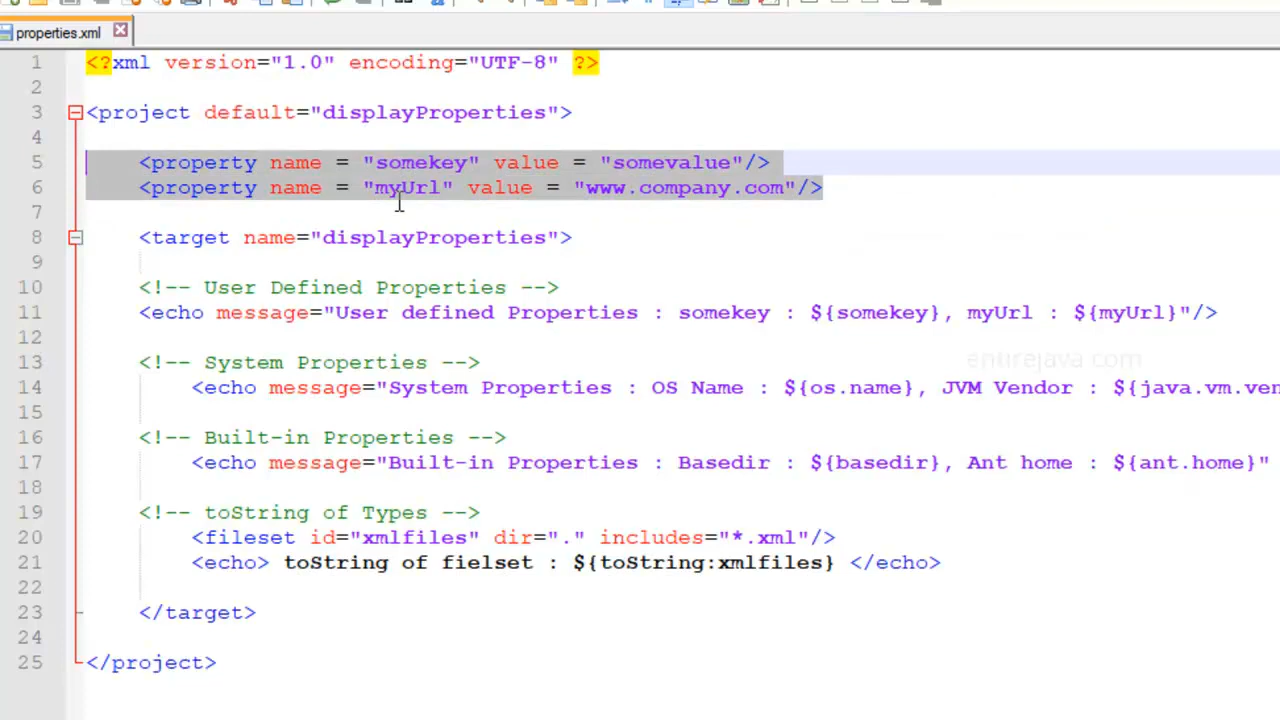 properties.xml
1 <?xml version="1.0" encoding="UTF-8" ?>
2
3 <project default="displayProperties">
4
5 <property name = "somekey" value = "somevalue"/>
6 <property name = "myUrl" value = "www.company.com"/>
7
8 <target name="displayProperties">
9
10 <!-- User Defined Properties -->
11 <echo message="User defined Properties : somekey : ${somekey}, myUrl : ${myUrl}"/>
12
13 <!-- System Properties -->
entirejava.com
14 <echo message="System Properties : OS Name : ${os.name}, JVM Vendor : ${java.vm.ven
15
16 <!-- Built-in Properties -->
17 <echo message="Built-in Properties : Basedir : ${basedir}, Ant home : ${ant.home}"
18
19 <!-- toString of Types -->
20 <fileset id="xmlfiles" dir="." includes="*.xml"/>
21 <echo> toString of fielset : ${toString:xmlfiles} </echo>
22
23 </target>
24
25 </project>